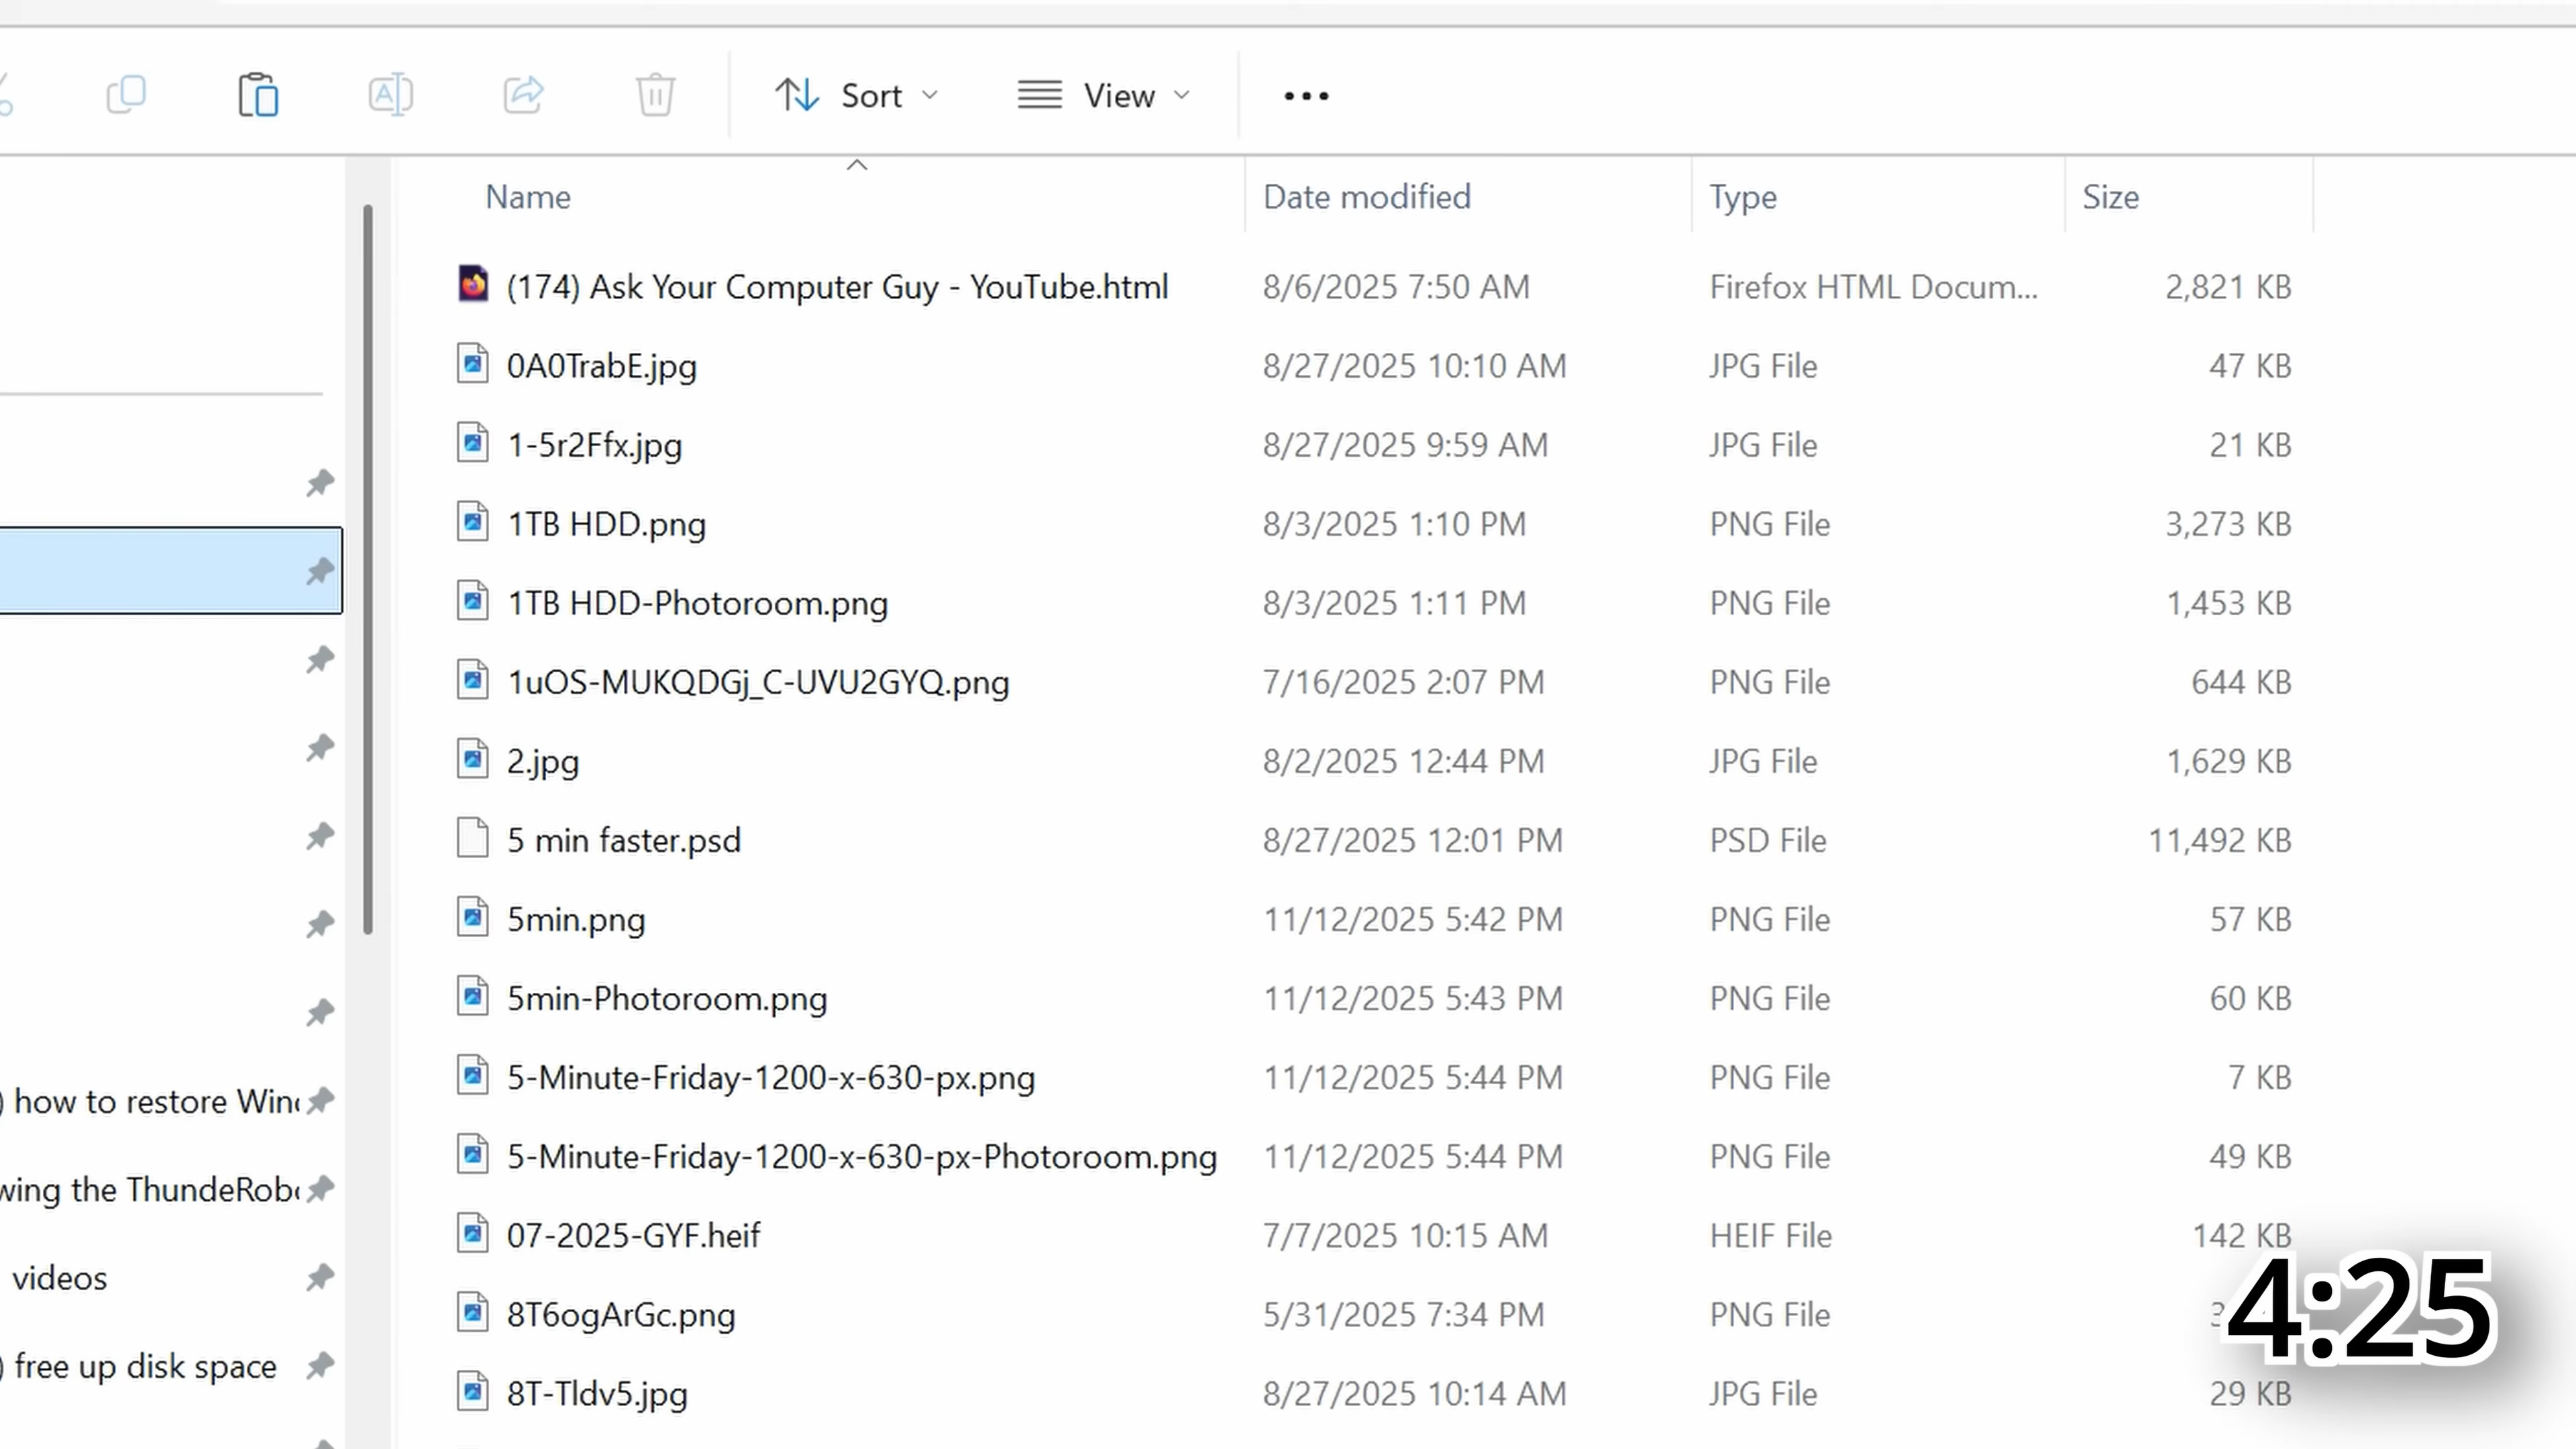 Sort View
Name Date modified Type Size
(174) Ask Your Computer Guy - YouTube.html 8/6/2025 7:50 AM Firefox HTML Docum... 2,821 KB
0A0TrabE.jpg 8/27/2025 10:10 AM JPG File 47 KB
1-5r2Ffx.jpg 8/27/2025 9:59 AM JPG File 21 KB
1TB HDD.png 8/3/2025 1:10 PM PNG File 3,273 KB
1TB HDD-Photoroom.png 8/3/2025 1:11 PM PNG File 1,453 KB
1uOS-MUKQDGj_C-UVU2GYQ.png 7/16/2025 2:07 PM PNG File 644 KB
2.jpg 8/2/2025 12:44 PM JPG File 1,629 KB
5 min faster.psd 8/27/2025 12:01 PM PSD File 11,492 KB
5min.png 11/12/2025 5:42 PM PNG File 57 KB
5min-Photoroom.png 11/12/2025 5:43 PM PNG File 60 KB
5-Minute-Friday-1200-x-630-px.png 11/12/2025 5:44 PM PNG File 7 KB
how to restore Win
5-Minute-Friday-1200-x-630-px-Photoroom.png 11/12/2025 5:44 PM PNG File 49 KB
wing the ThundeRob
07-2025-GYF.heif 7/7/2025 10:15 AM HEIF File 142 KB
videos
8T6ogArGc.png 5/31/2025 7:34 PM PNG File
4:25
) free up disk space
8T-Tldv5.jpg 8/27/2025 10:14 AM JPG File 29 KB